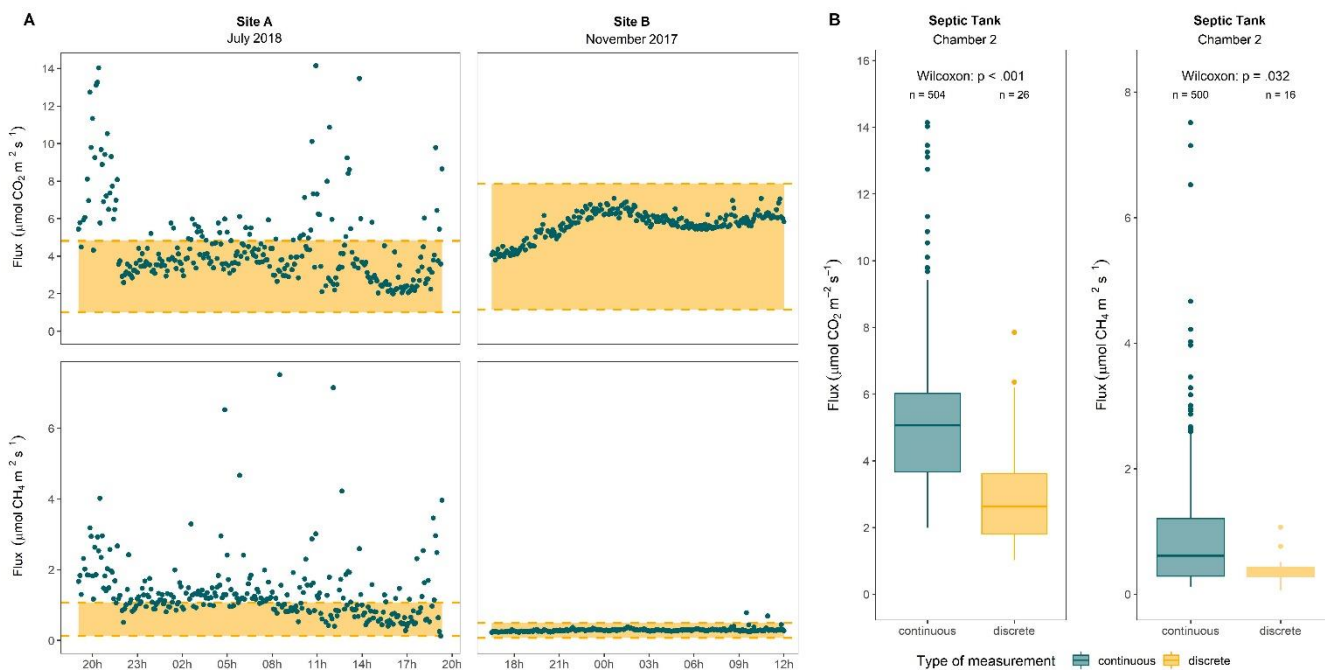 A
Site A
July 2018
Site B
November 2017
Flux (µmol CO₂ m⁻² s⁻¹)
14
12
10
8
6
4
2
0
Flux (µmol CH₄ m⁻² s⁻¹)
6
4
2
0
20h 23h 02h 05h 08h 11h 14h 17h 20h
18h 21h 00h 03h 06h 09h 12h
B
Septic Tank
Chamber 2
Wilcoxon: p < .001
n = 504 n = 26
Flux (µmol CO₂ m⁻² s⁻¹)
16
14
12
10
8
6
4
2
0
continuous discrete
Septic Tank
Chamber 2
Wilcoxon: p = .032
n = 500 n = 16
Flux (µmol CH₄ m⁻² s⁻¹)
8
6
4
2
0
continuous discrete
Type of measurement continuous discrete